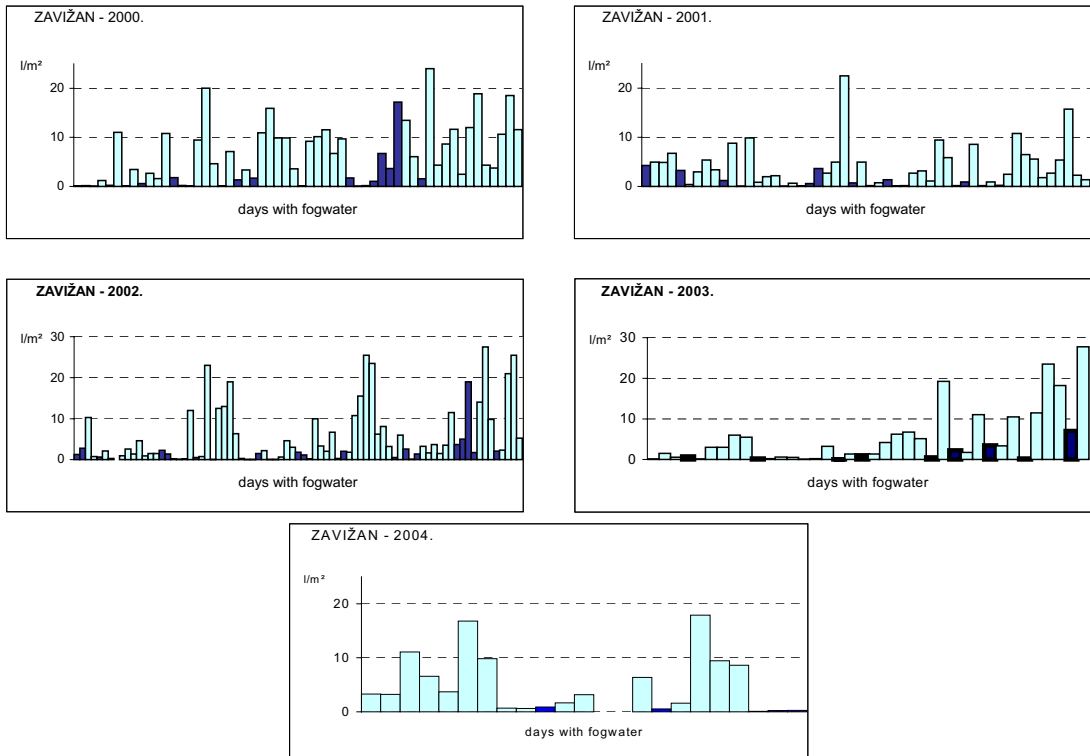 ZAVIŽAN - 2000.
l/m²
20
10
0
days with fogwater
ZAVIŽAN - 2001.
l/m²
20
10
0
days with fogwater
ZAVIŽAN - 2002.
l/m²
30
20
10
0
days with fogwater
ZAVIŽAN - 2003.
l/m²
30
20
10
0
days with fogwater
ZAVIŽAN - 2004.
l/m²
20
10
0
days with fogwater